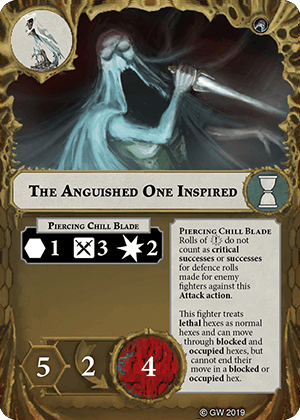 THE ANGUISHED ONE INSPIRED
PIERCING CHILL BLADE
1 3 2
PIERCING CHILL BLADE
Rolls of do not
count as critical
successes or successes
for defence rolls
made for enemy
fighters against this
Attack action.
This fighter treats
lethal hexes as normal
hexes and can move
through blocked and
occupied hexes, but
cannot end their
move in a blocked or
occupied hex.
5 2 4
© GW 2019